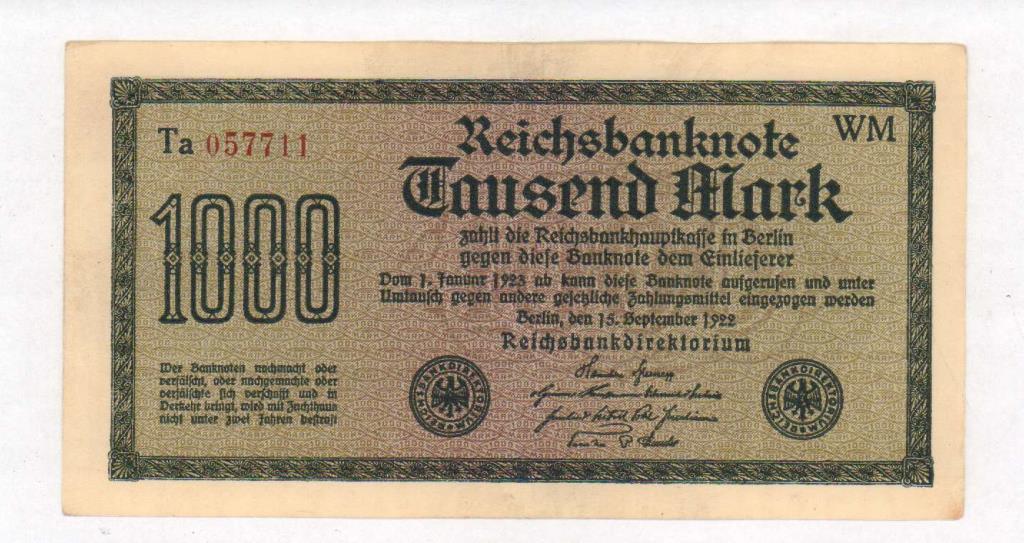 Ta 057711
WM
Reichsbanknote
Tausend Mark
1000
zahlt die Reichsbankhauptkasse in Berlin
gegen diese Banknote dem Einlieferer
Vom 1. Januar 1923 ab kann diese Banknote aufgerufen und unter
Umtausch gegen andere gesetzliche Zahlungsmittel eingezogen werden
Berlin, den 15. September 1922
Reichsbankdirektorium
Wer Banknoten nachmacht oder
verfälscht, oder nachgemachte oder
verfälschte sich verschafft und in
Verkehr bringt, wird mit Zuchthaus
nicht unter zwei Jahren bestraft
REICHSBANKDIREKTORIUM
REICHSBANKDIREKTORIUM